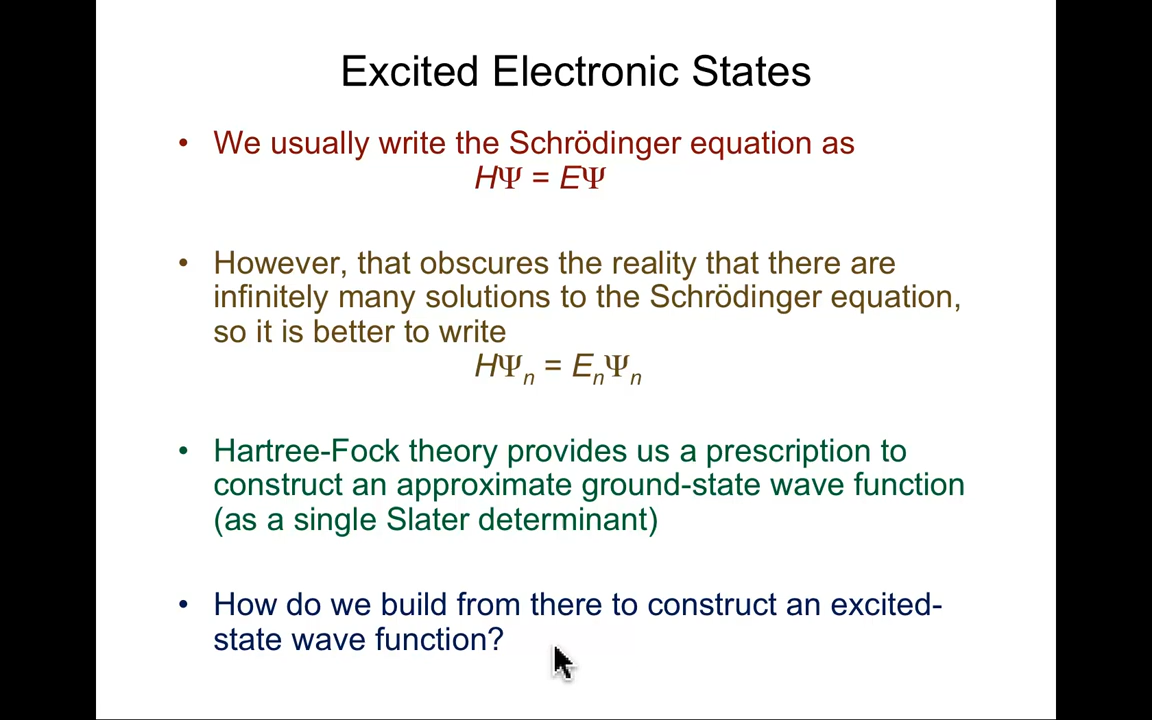 Excited Electronic States
• We usually write the Schrödinger equation as
HΨ = EΨ
• However, that obscures the reality that there are
infinitely many solutions to the Schrödinger equation,
so it is better to write
HΨₙ = EₙΨₙ
• Hartree-Fock theory provides us a prescription to
construct an approximate ground-state wave function
(as a single Slater determinant)
• How do we build from there to construct an excited-
state wave function?